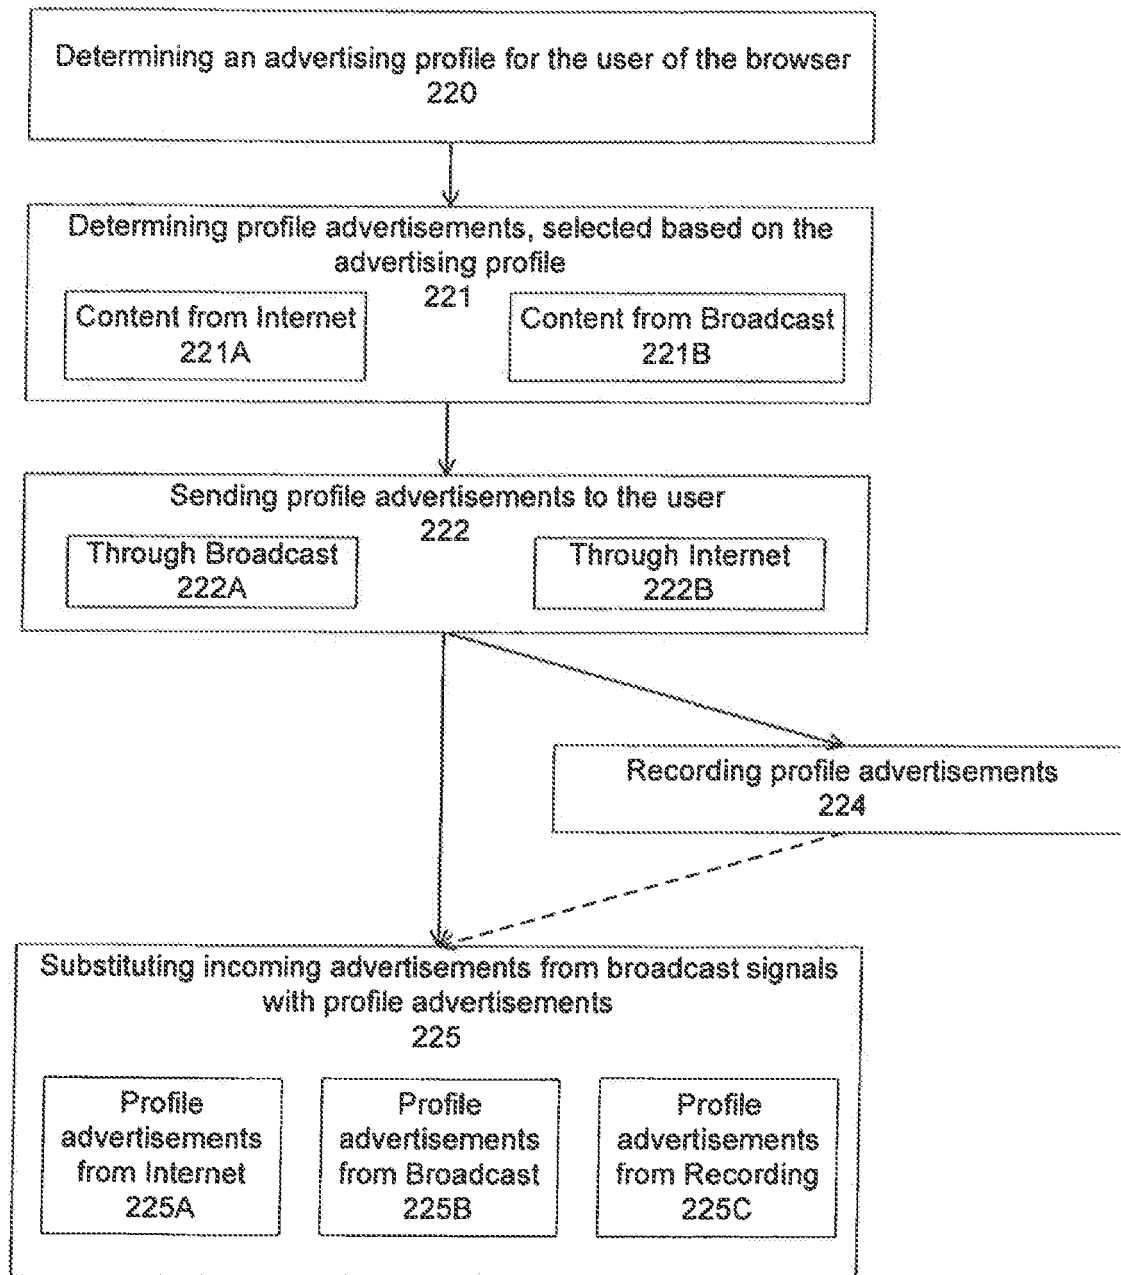 Determining an advertising profile for the user of the browser
220
Determining profile advertisements, selected based on the
advertising profile
221
Content from Internet
221A
Content from Broadcast
221B
Sending profile advertisements to the user
222
Through Broadcast
222A
Through Internet
222B
Recording profile advertisements
224
Substituting incoming advertisements from broadcast signals
with profile advertisements
225
Profile
advertisements
from Internet
225A
Profile
advertisements
from Broadcast
225B
Profile
advertisements
from Recording
225C